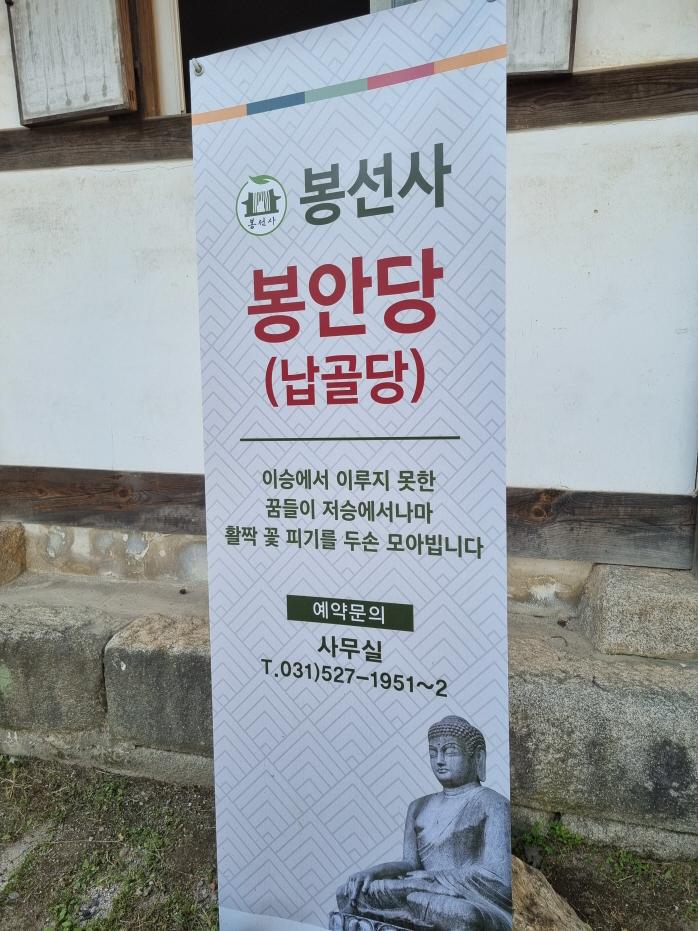 봉선사
봉선사
봉안당
(납골당)
이승에서 이루지 못한
꿈들이 저승에서나마
활짝 꽃 피기를 두손 모아빕니다
예약문의
사무실
T.031)527-1951~2